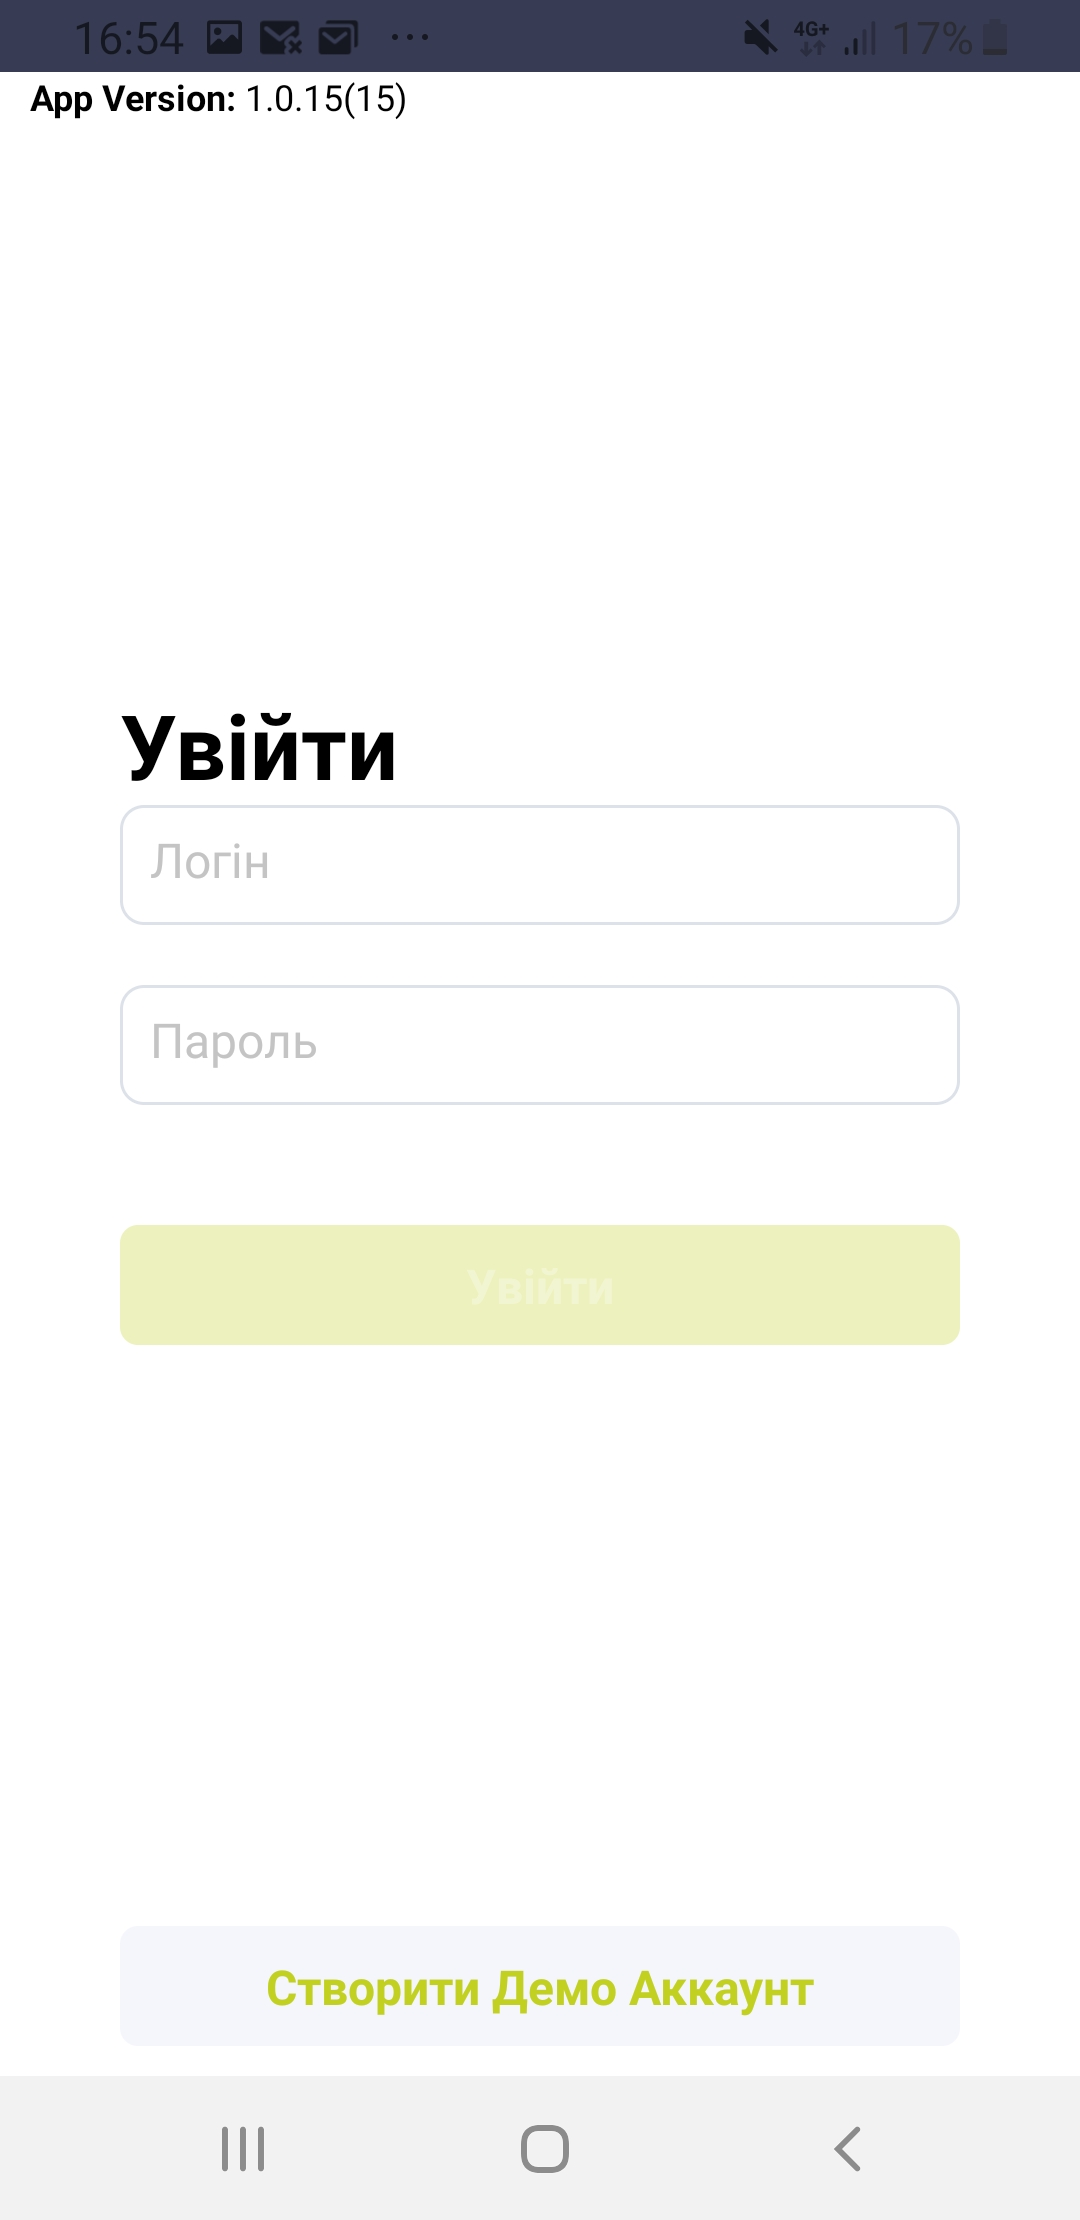 16:54 4G+ 17%
App Version: 1.0.15(15)
Увійти
Логін
Пароль
Увійти
Створити Демо Аккаунт